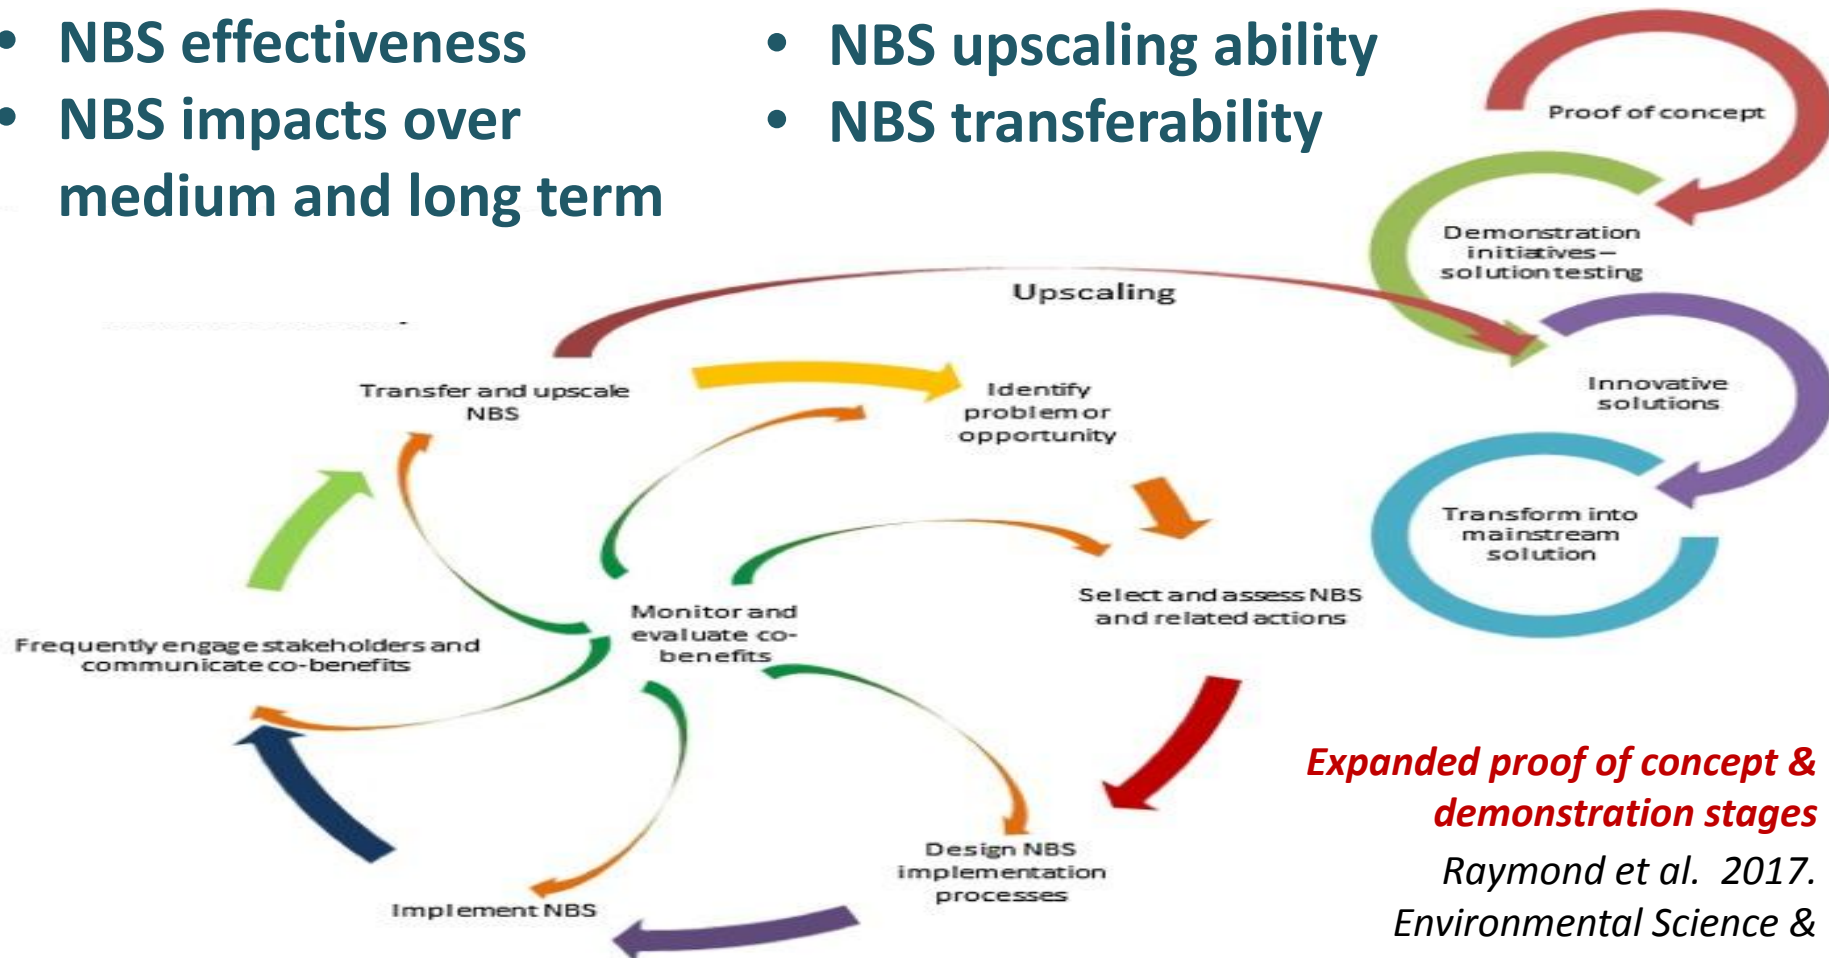 • NBS effectiveness
• NBS impacts over
medium and long term
• NBS upscaling ability
• NBS transferability
Proof of concept
Demonstration
initiatives–
solution testing
Upscaling
Innovative
solutions
Transform into
mainstream
solution
Transfer and upscale
NBS
Identify
problem or
opportunity
Select and assess NBS
and related actions
Monitor and
evaluate co-
benefits
Frequently engage stakeholders and
communicate co-benefits
Design NBS
implementation
processes
Implement NBS
Expanded proof of concept &
demonstration stages
Raymond et al. 2017.
Environmental Science &